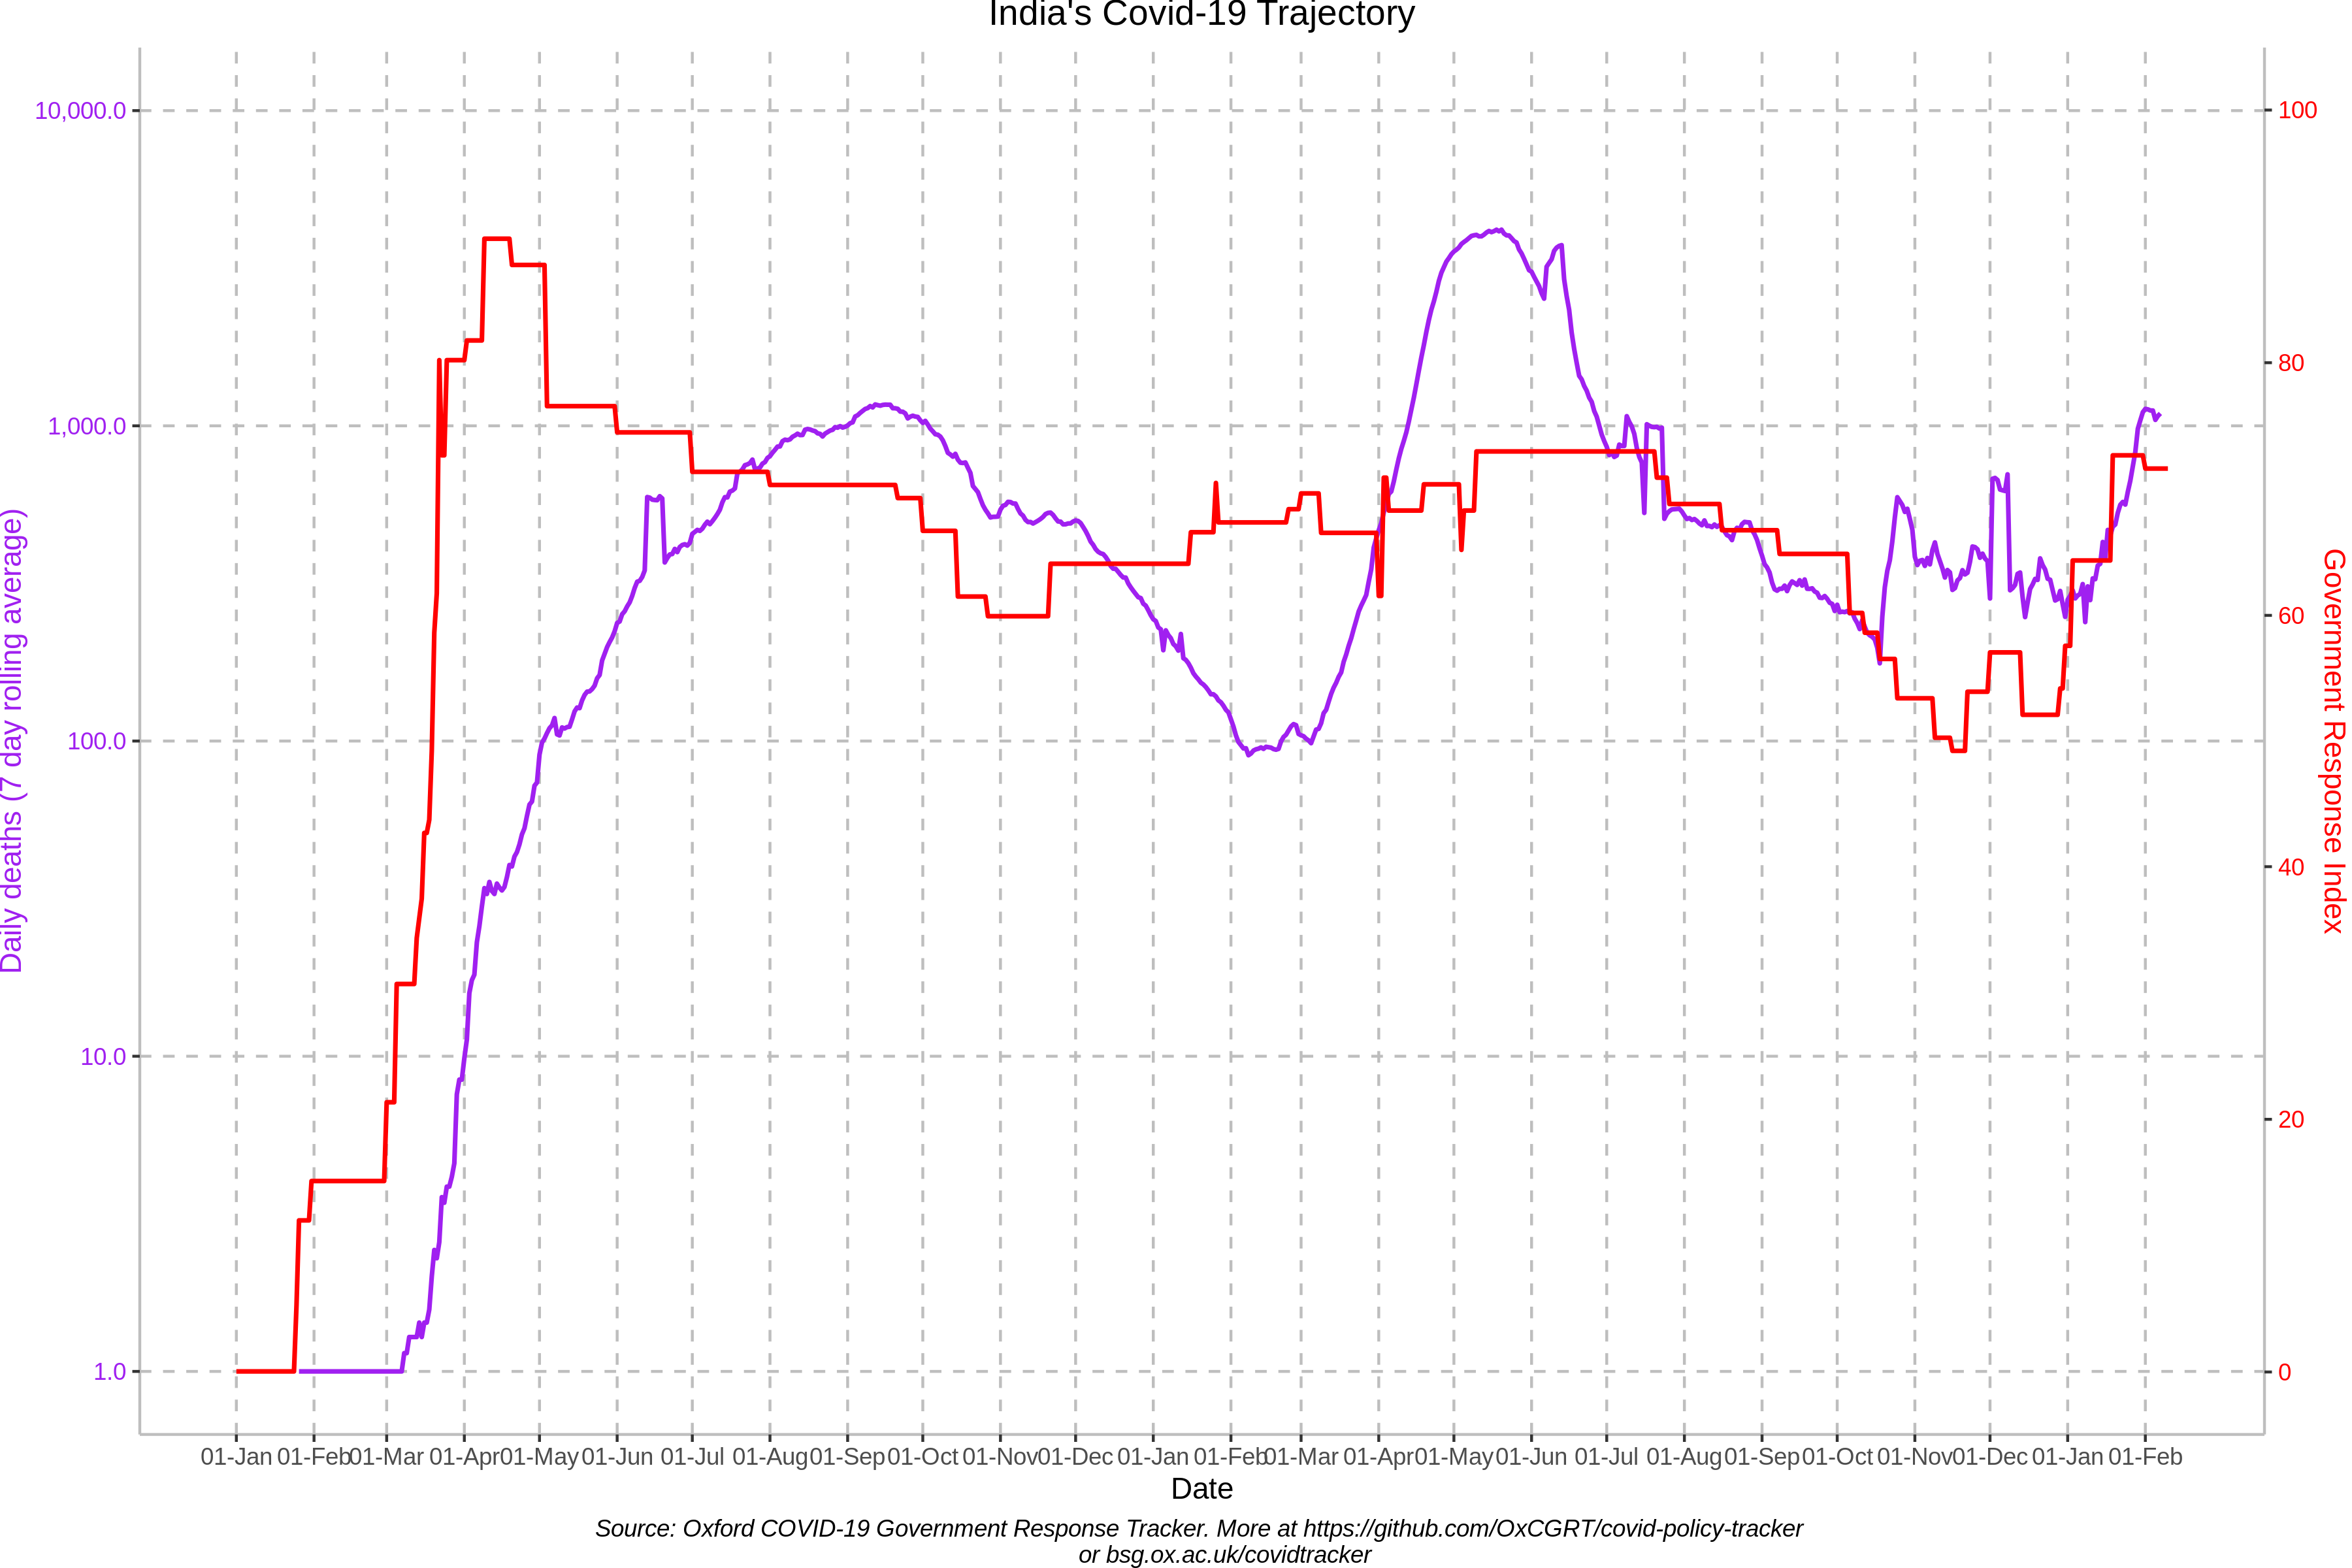 India's Covid-19 Trajectory
10,000.0
1,000.0
100.0
10.0
1.0
Daily deaths (7 day rolling average)
100
80
60
40
20
0
Government Response Index
01-Jan 01-Feb 01-Mar 01-Apr 01-May 01-Jun 01-Jul 01-Aug 01-Sep 01-Oct 01-Nov 01-Dec 01-Jan 01-Feb 01-Mar 01-Apr 01-May 01-Jun 01-Jul 01-Aug 01-Sep 01-Oct 01-Nov 01-Dec 01-Jan 01-Feb
Date
Source: Oxford COVID-19 Government Response Tracker. More at https://github.com/OxCGRT/covid-policy-tracker
or bsg.ox.ac.uk/covidtracker